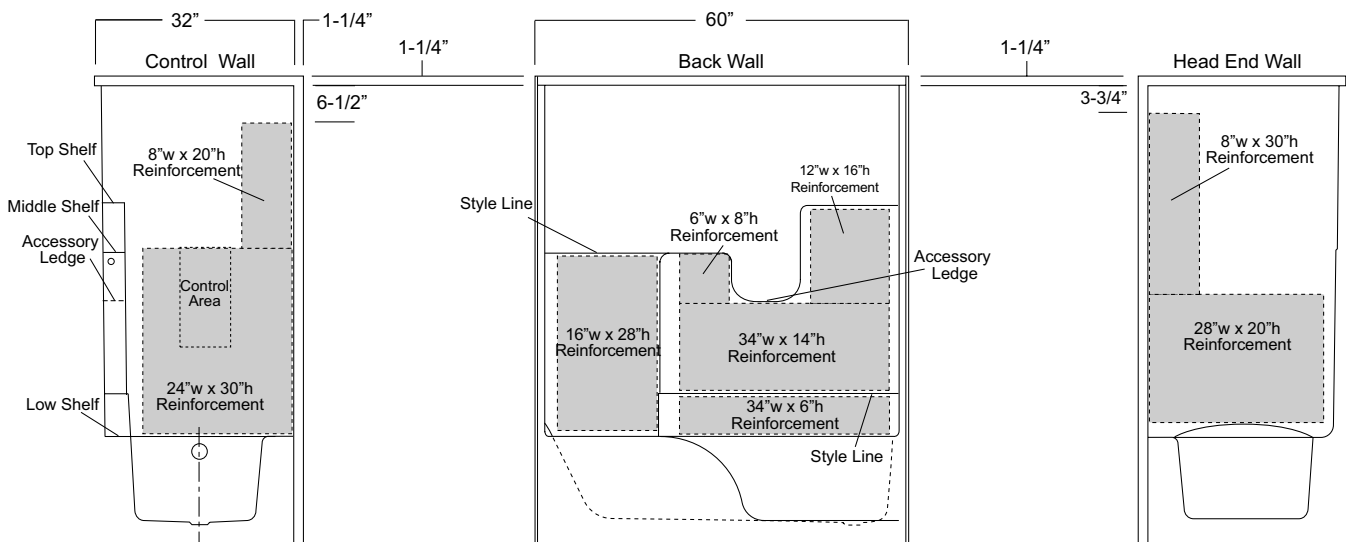 32”
1-1/4”
60”
1-1/4”
1-1/4”
Control Wall
Back Wall
Head End Wall
6-1/2”
3-3/4”
Top Shelf
8”w x 20”h
Reinforcement
Middle Shelf
Accessory
Ledge
Control
Area
24”w x 30”h
Reinforcement
Low Shelf
Style Line
12”w x 16”h
Reinforcement
6”w x 8”h
Reinforcement
Accessory
Ledge
16”w x 28”h
Reinforcement
34”w x 14”h
Reinforcement
34”w x 6”h
Reinforcement
Style Line
8”w x 30”h
Reinforcement
28”w x 20”h
Reinforcement